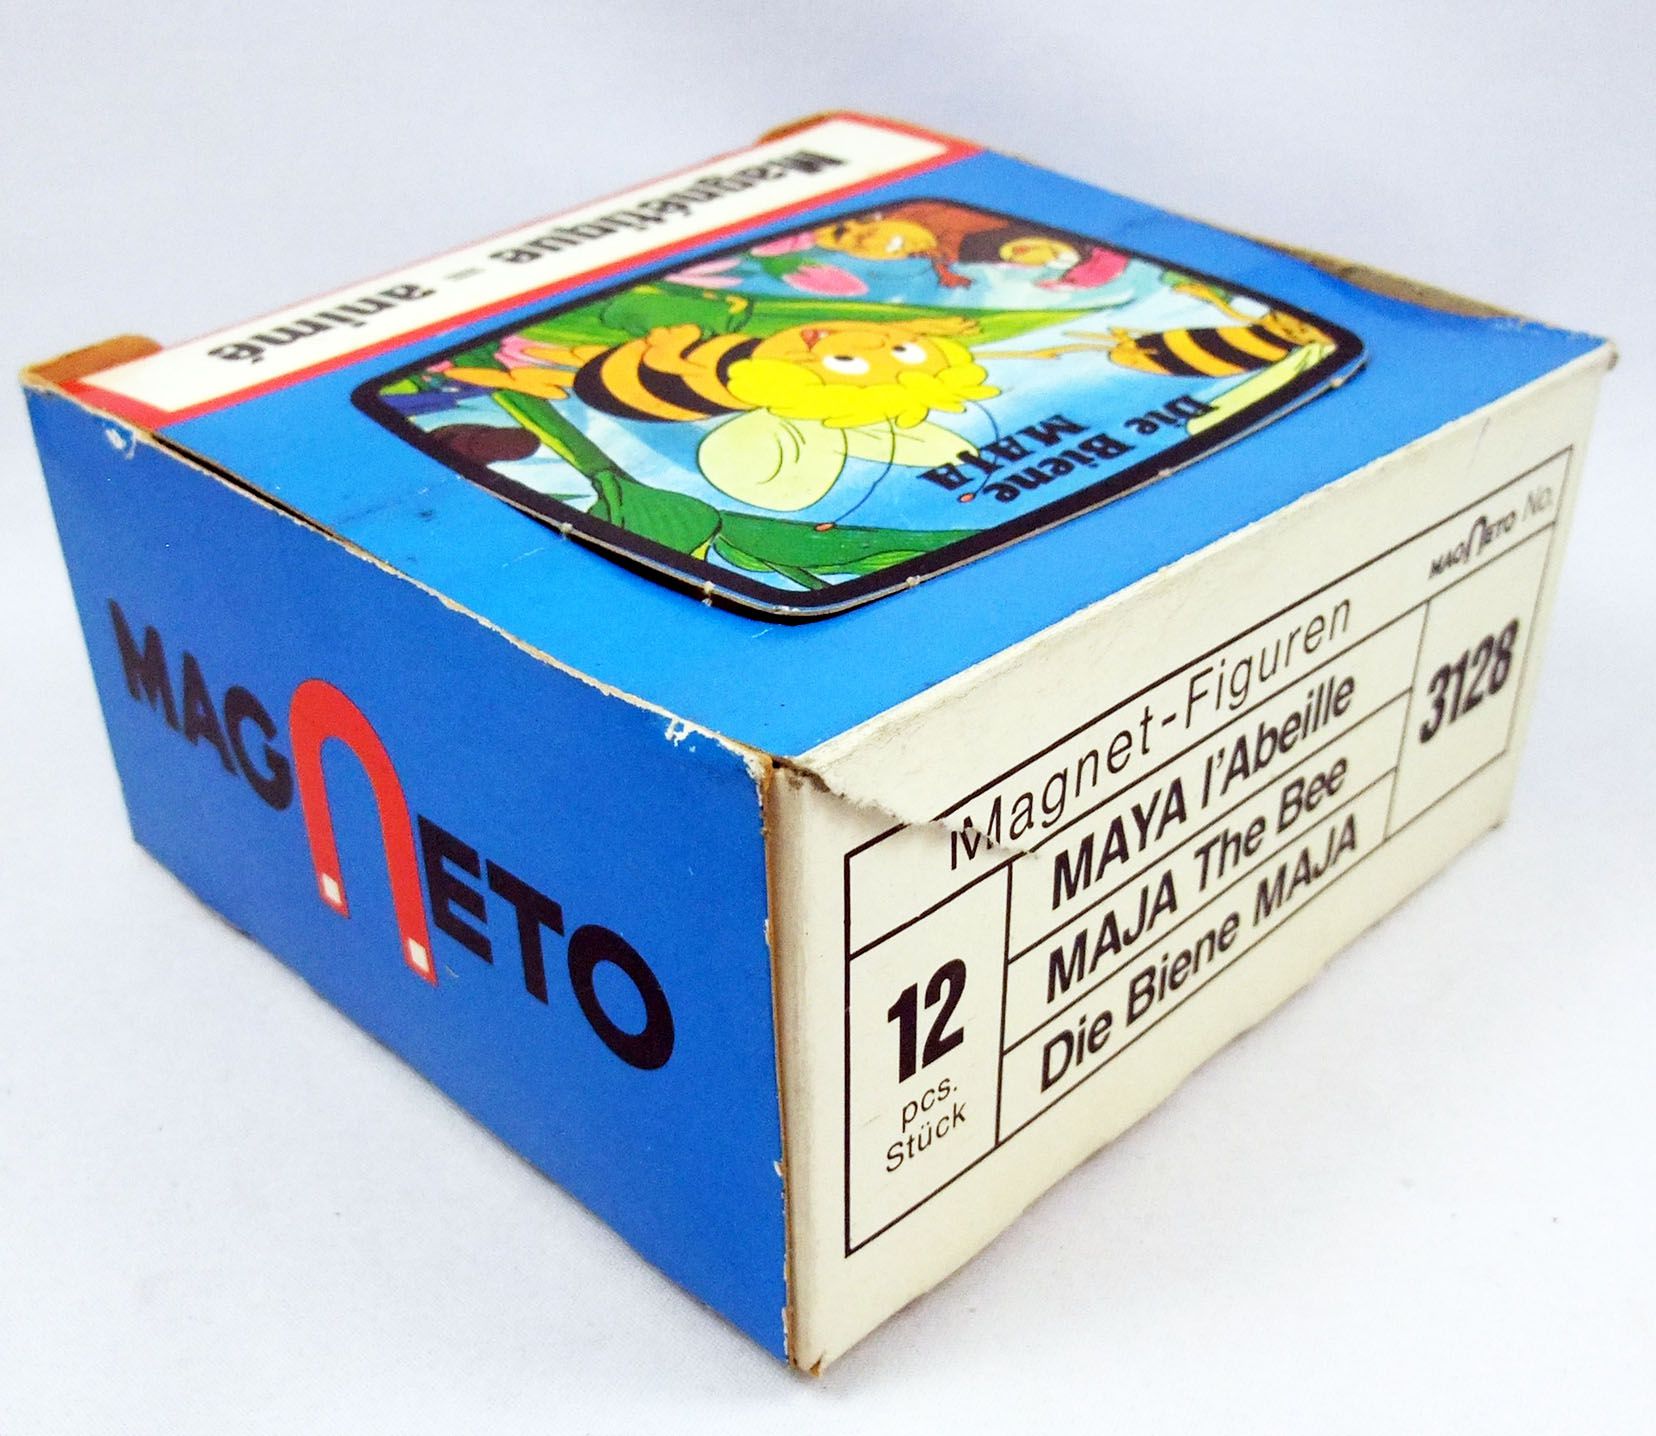 Magnétique - animé
Die Biene
MAJA
MAGNETO
Magnet-Figuren
MAGNETO No.
12
pcs.
Stück
MAYA l'Abeille
MAJA The Bee
Die Biene MAJA
3128